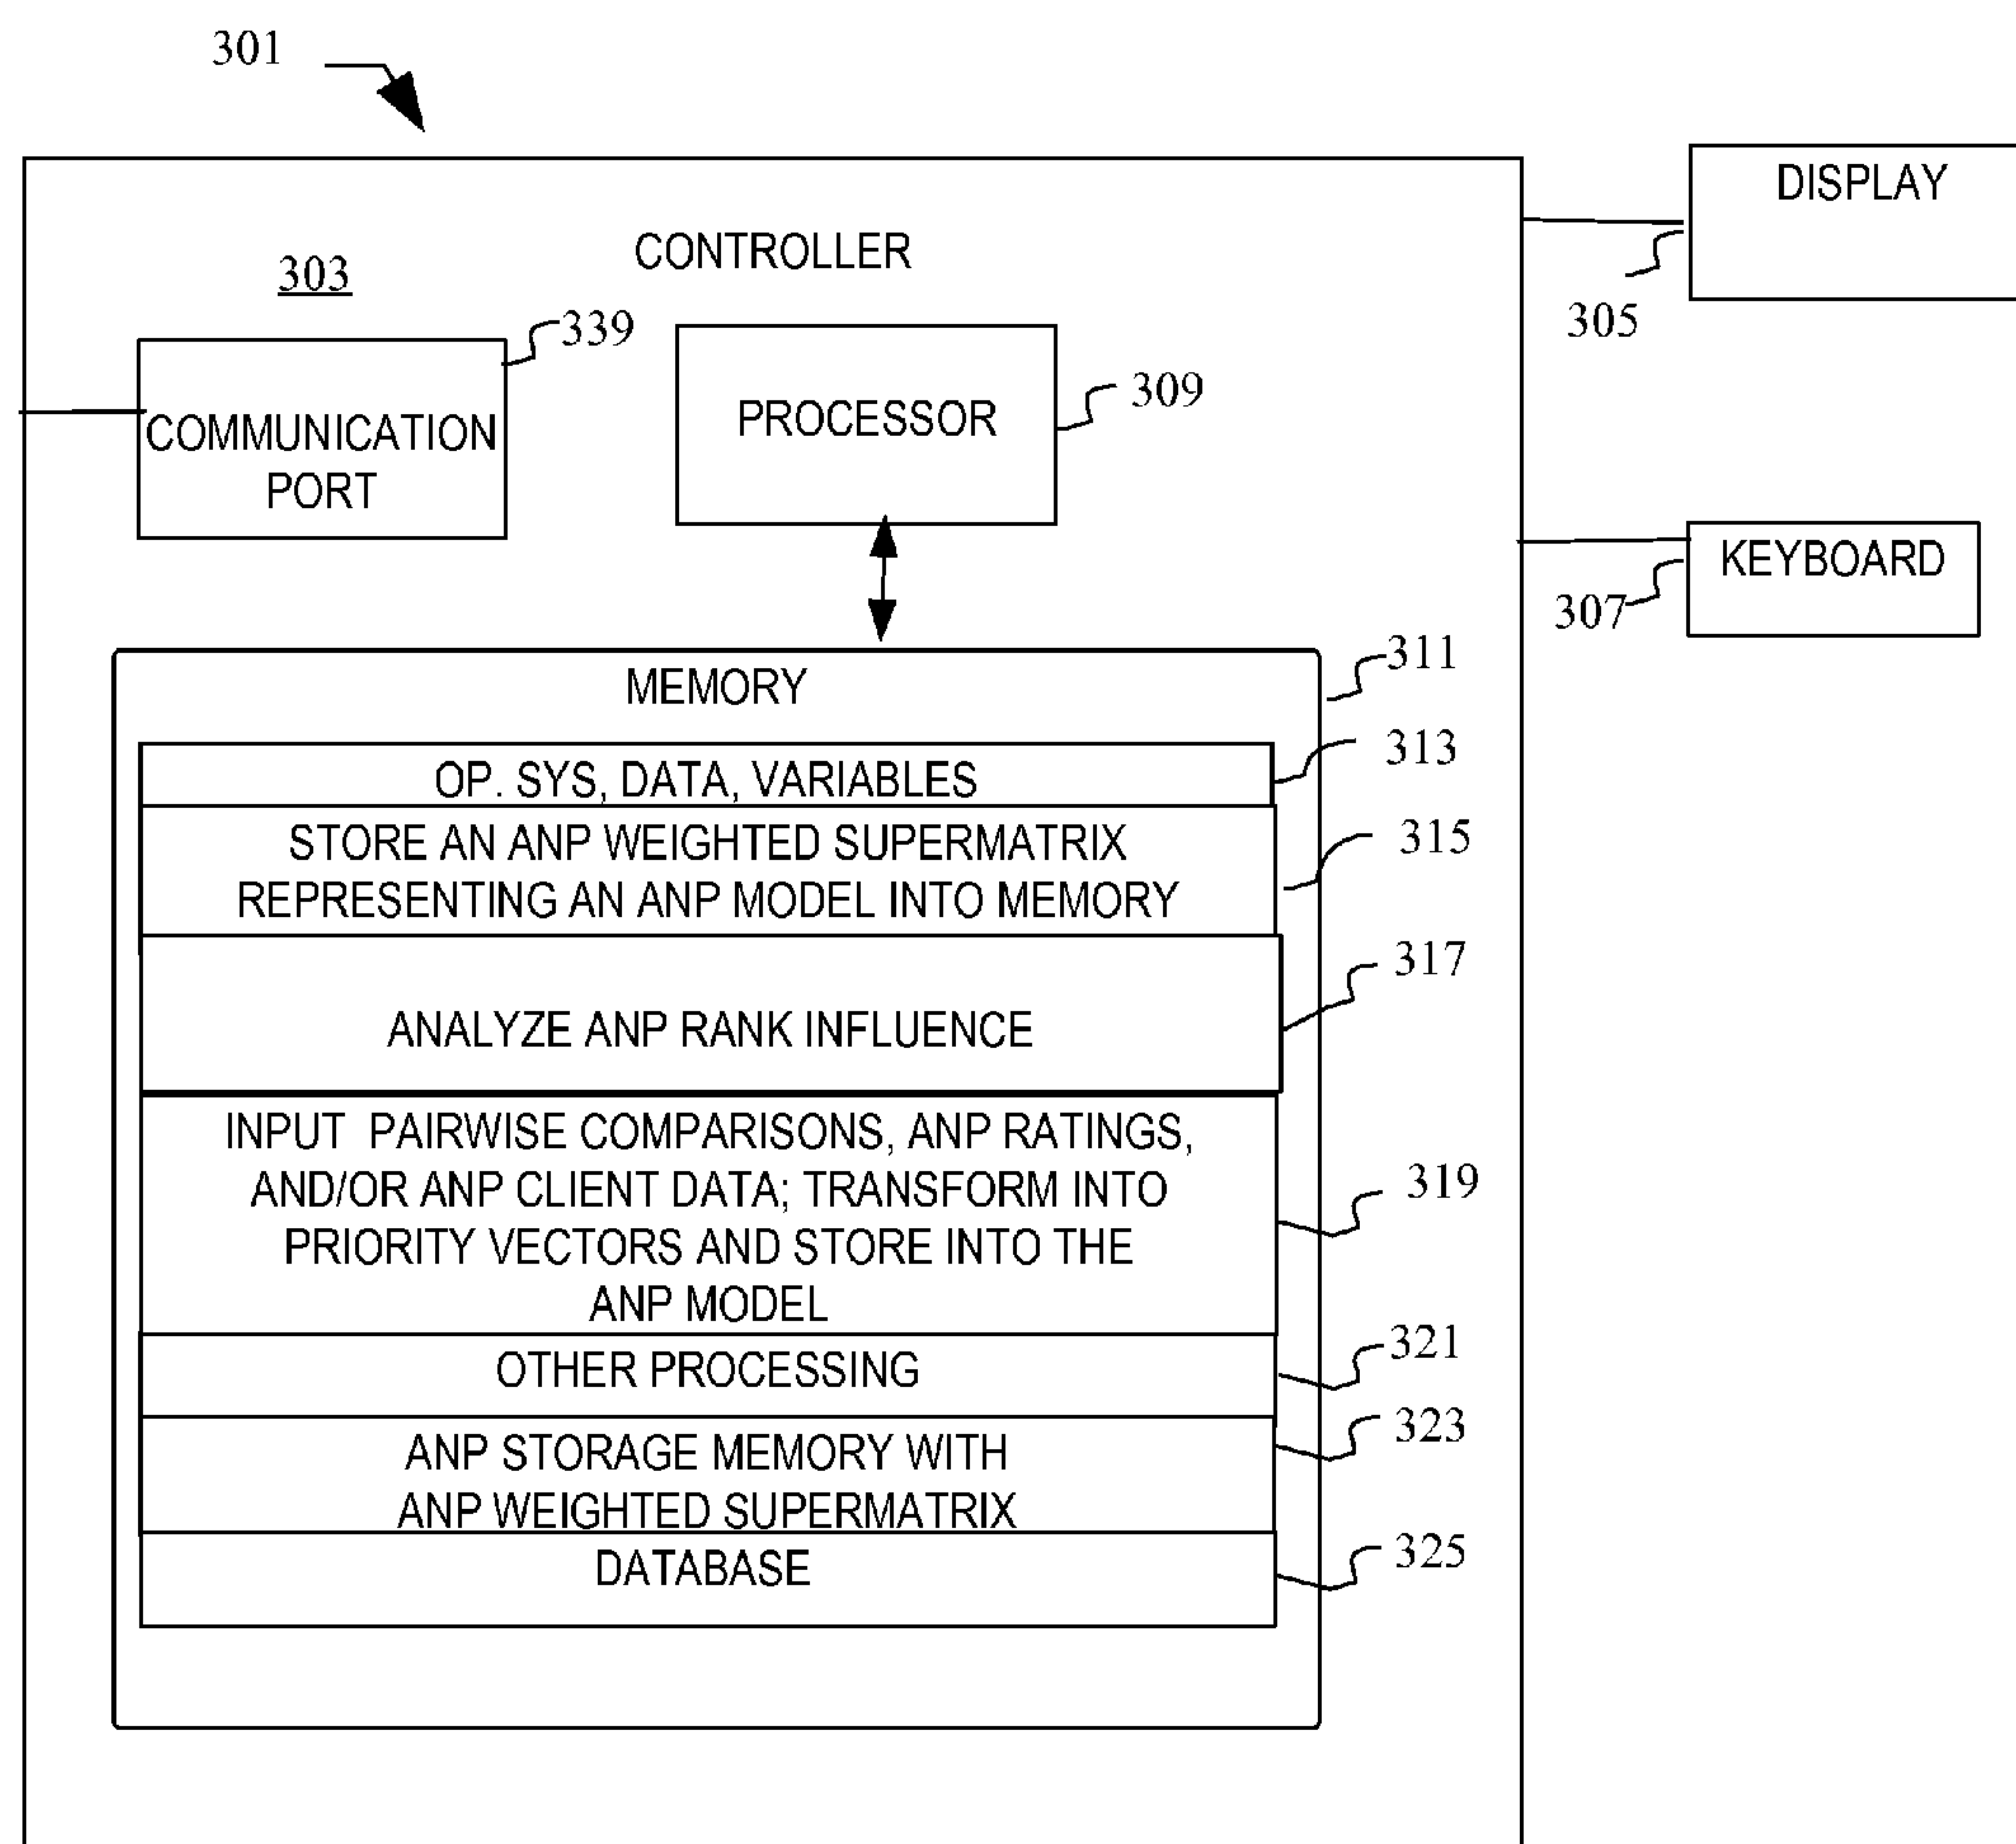 301
DISPLAY
CONTROLLER
303
305
339
COMMUNICATION
PORT
PROCESSOR
309
KEYBOARD
307
MEMORY
311
OP. SYS, DATA, VARIABLES
313
STORE AN ANP WEIGHTED SUPERMATRIX
REPRESENTING AN ANP MODEL INTO MEMORY
315
ANALYZE ANP RANK INFLUENCE
317
INPUT PAIRWISE COMPARISONS, ANP RATINGS,
AND/OR ANP CLIENT DATA; TRANSFORM INTO
PRIORITY VECTORS AND STORE INTO THE
ANP MODEL
319
OTHER PROCESSING
321
ANP STORAGE MEMORY WITH
ANP WEIGHTED SUPERMATRIX
323
DATABASE
325